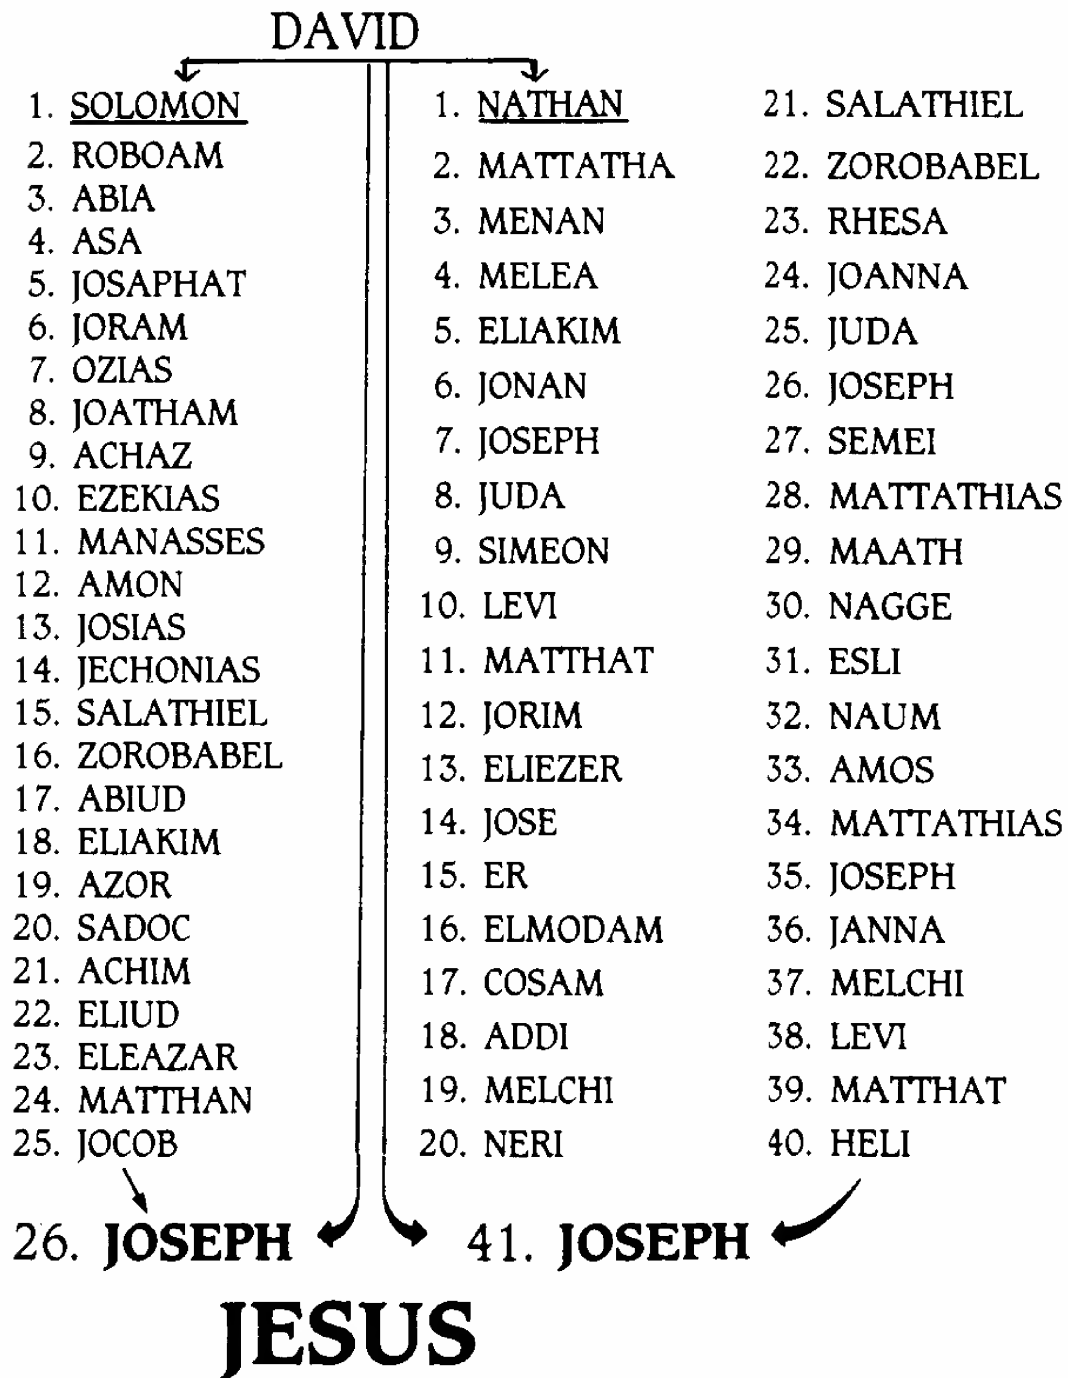 DAVID
1. SOLOMON
2. ROBOAM
3. ABIA
4. ASA
5. JOSAPHAT
6. JORAM
7. OZIAS
8. JOATHAM
9. ACHAZ
10. EZEKIAS
11. MANASSES
12. AMON
13. JOSIAS
14. JECHONIAS
15. SALATHIEL
16. ZOROBABEL
17. ABIUD
18. ELIAKIM
19. AZOR
20. SADOC
21. ACHIM
22. ELIUD
23. ELEAZAR
24. MATTHAN
25. JOCOB
26. JOSEPH
1. NATHAN
2. MATTATHA
3. MENAN
4. MELEA
5. ELIAKIM
6. JONAN
7. JOSEPH
8. JUDA
9. SIMEON
10. LEVI
11. MATTHAT
12. JORIM
13. ELIEZER
14. JOSE
15. ER
16. ELMODAM
17. COSAM
18. ADDI
19. MELCHI
20. NERI
21. SALATHIEL
22. ZOROBABEL
23. RHESA
24. JOANNA
25. JUDA
26. JOSEPH
27. SEMEI
28. MATTATHIAS
29. MAATH
30. NAGGE
31. ESLI
32. NAUM
33. AMOS
34. MATTATHIAS
35. JOSEPH
36. JANNA
37. MELCHI
38. LEVI
39. MATTHAT
40. HELI
41. JOSEPH
JESUS